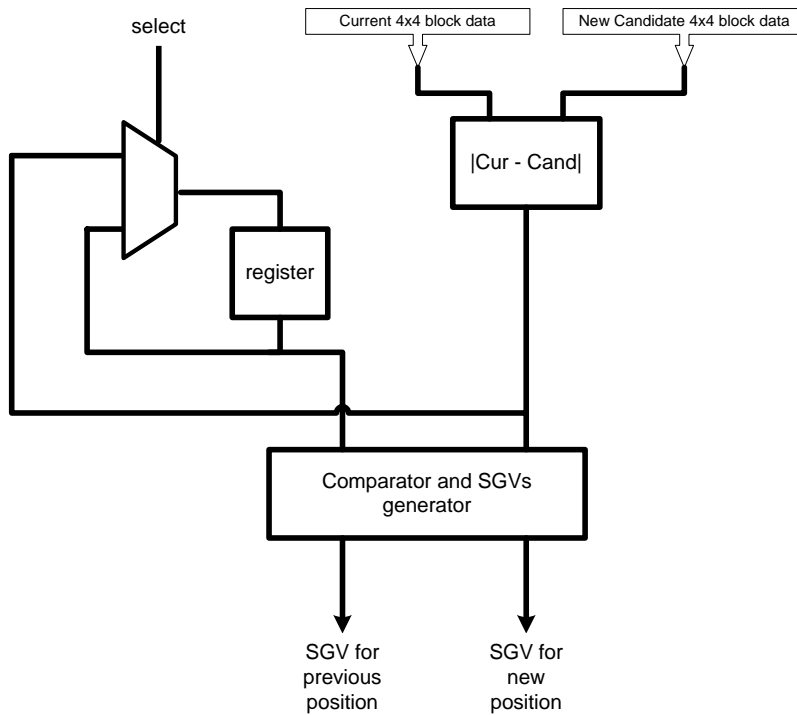 select
Current 4x4 block data
New Candidate 4x4 block data
|Cur - Cand|
register
Comparator and SGVs
generator
SGV for
previous
position
SGV for
new
position